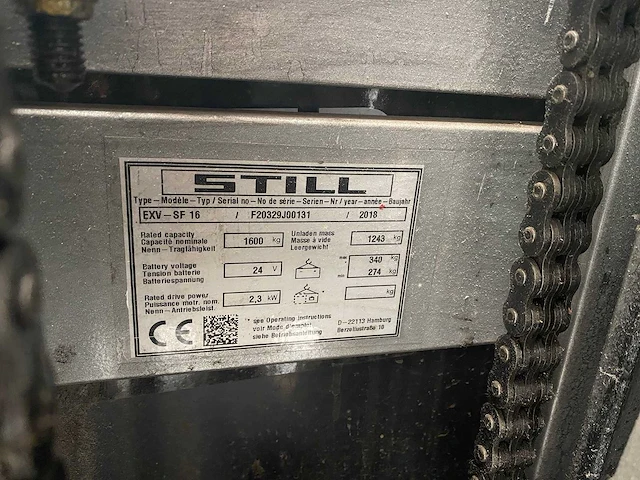 STILL
Type–Modèle–Typ / Serial no–No de série–Serien–Nr / year–année–Baujahr
EXV–SF 16 / F20329J00131 / 2018
Rated capacity
Capacité nominale
Nenn–Tragfähigkeit
1600 kg
Unladen mass
Masse à vide
Leergewicht
1243 kg
Battery voltage
Tension batterie
Batteriespannung
24 V
max 340 kg
min 274 kg
Rated drive power
Puissance motr. nom.
Nenn–Antriebsleist.
2,3 kW
kg
CE
* see Operating Instructions
voir Mode d'emploi
siehe Betriebsanleitung
D–22113 Hamburg
Berzeliusstraße 10